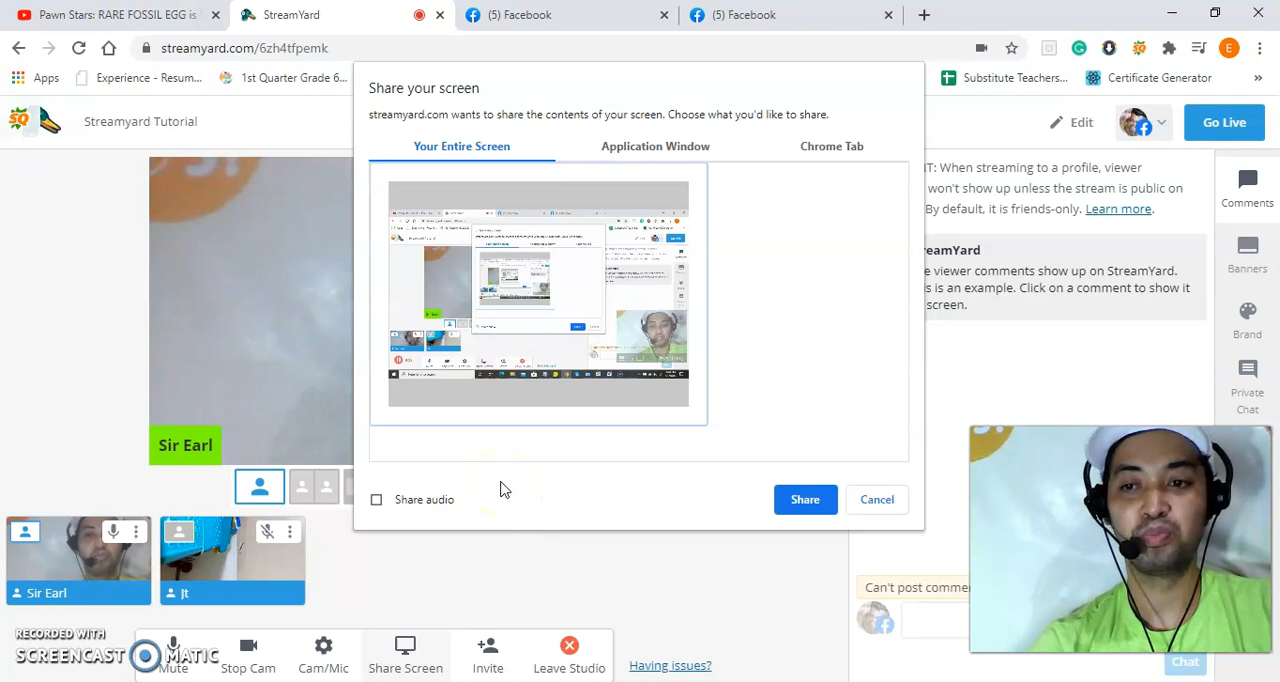 Pawn Stars: RARE FOSSIL EGG is
StreamYard
(5) Facebook
(5) Facebook
streamyard.com/6zh4tfpemk
E
Apps
Experience - Resum...
1st Quarter Grade 6...
Substitute Teachers...
Certificate Generator
»
Streamyard Tutorial
Edit
Go Live
Share your screen
streamyard.com wants to share the contents of your screen. Choose what you'd like to share.
Your Entire Screen
Application Window
Chrome Tab
Share audio
Share
Cancel
NT: When streaming to a profile, viewer
won't show up unless the stream is public on
By default, it is friends-only. Learn more.
reamYard
e viewer comments show up on StreamYard.
is is an example. Click on a comment to show it
screen.
Comments
Banners
Brand
Private
Chat
Sir Earl
Sir Earl
Jt
Can't post comme
Chat
RECORDED WITH
SCREENCAST MATIC
Mute
Stop Cam
Cam/Mic
Share Screen
Invite
Leave Studio
Having issues?